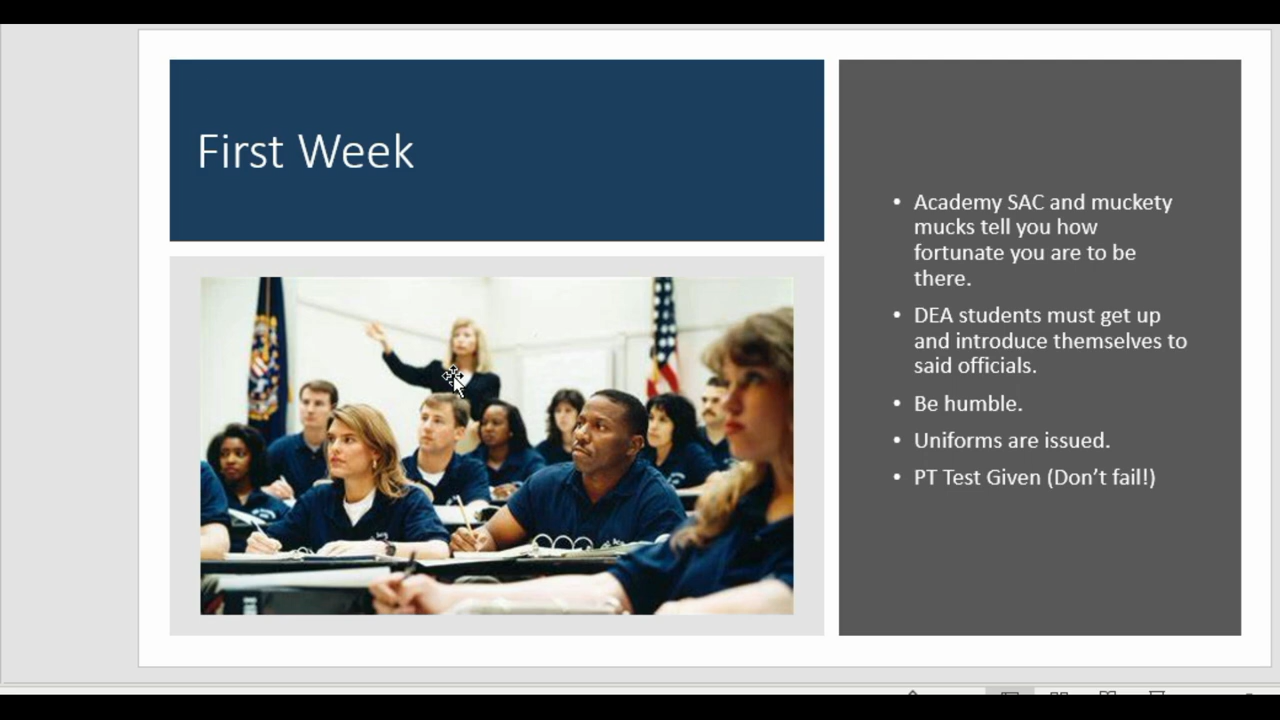 First Week
• Academy SAC and muckety
mucks tell you how
fortunate you are to be
there.
• DEA students must get up
and introduce themselves to
said officials.
• Be humble.
• Uniforms are issued.
• PT Test Given (Don’t fail!)